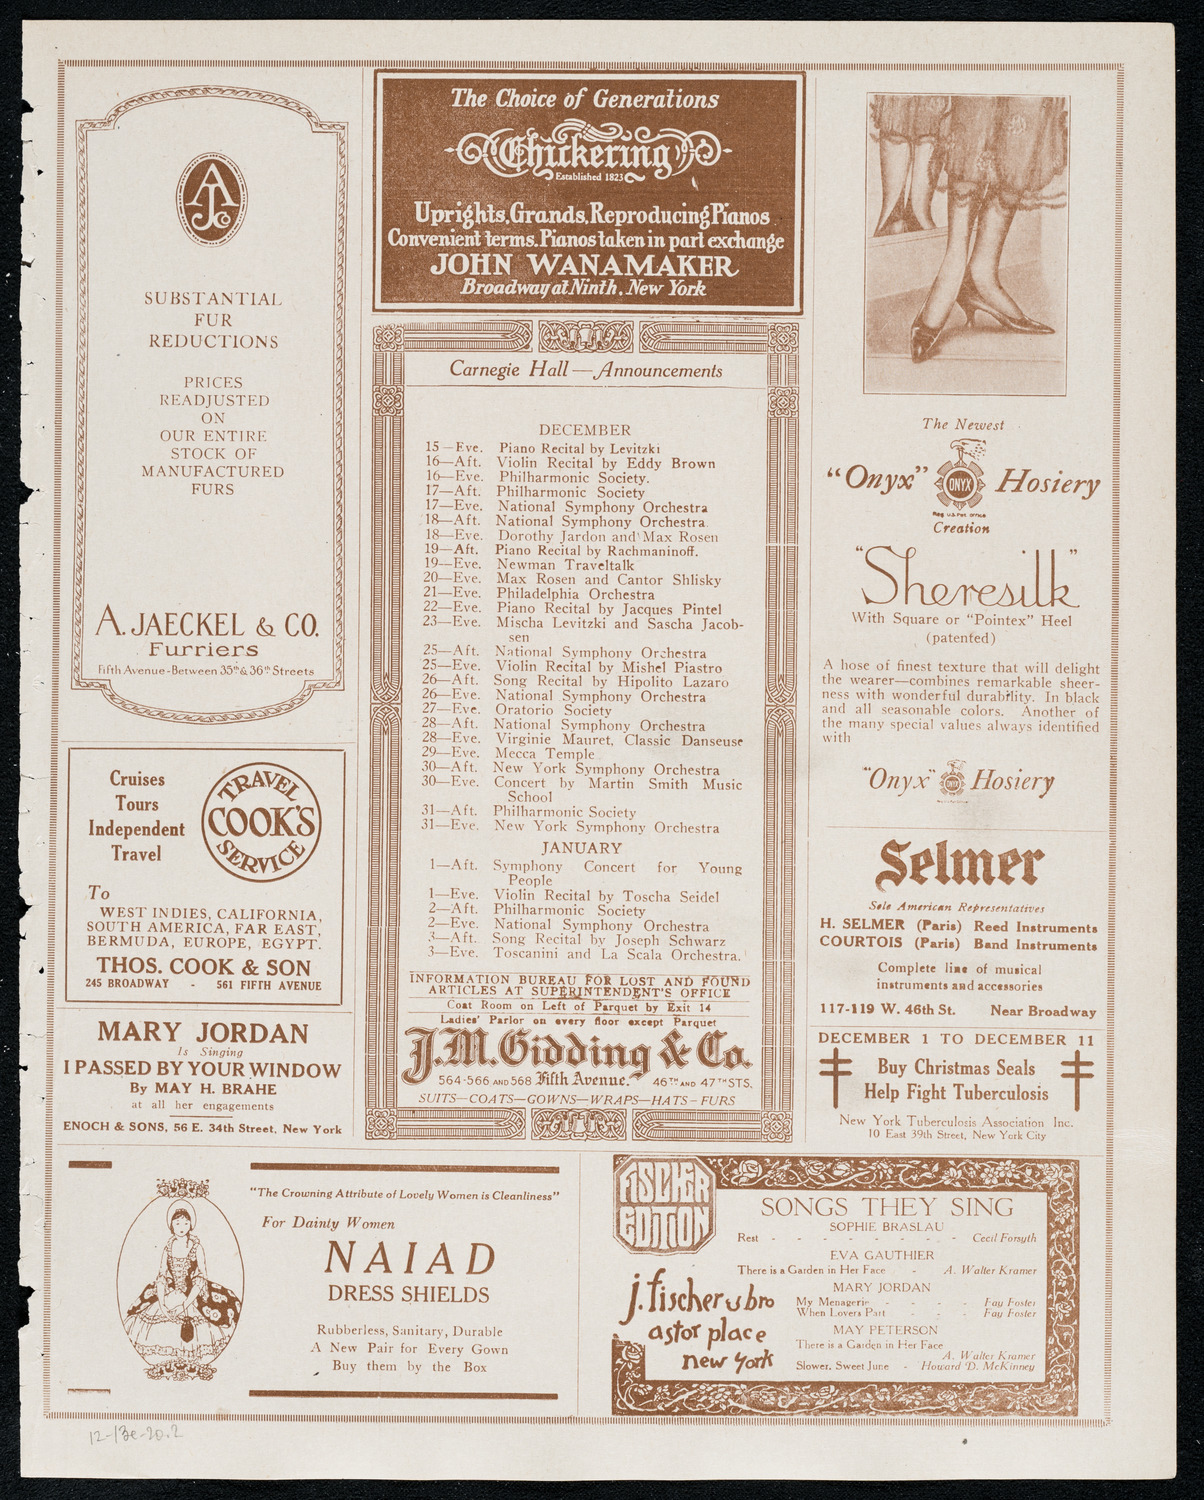 AJCo
SUBSTANTIAL
FUR
REDUCTIONS
PRICES
READJUSTED
ON
OUR ENTIRE
STOCK OF
MANUFACTURED
FURS
A. JAECKEL & CO.
Furriers
Fifth Avenue - Between 35th & 36th Streets
Cruises
Tours
Independent
Travel
TRAVEL
COOK'S
SERVICE
To
WEST INDIES, CALIFORNIA,
SOUTH AMERICA, FAR EAST,
BERMUDA, EUROPE, EGYPT.
THOS. COOK & SON
245 BROADWAY - 561 FIFTH AVENUE
MARY JORDAN
Is Singing
I PASSED BY YOUR WINDOW
By MAY H. BRAHE
at all her engagements
ENOCH & SONS, 56 E. 34th Street, New York
The Choice of Generations
Chickering
Established 1823
Uprights, Grands, Reproducing Pianos
Convenient terms. Pianos taken in part exchange
JOHN WANAMAKER
Broadway at Ninth, New York
Carnegie Hall — Announcements
DECEMBER
15—Eve. Piano Recital by Levitzki
16—Aft. Violin Recital by Eddy Brown
16—Eve. Philharmonic Society.
17—Aft. Philharmonic Society
17—Eve. National Symphony Orchestra
18—Aft. National Symphony Orchestra.
18—Eve. Dorothy Jardon and Max Rosen
19—Aft. Piano Recital by Rachmaninoff.
19—Eve. Newman Traveltalk
20—Eve. Max Rosen and Cantor Shlisky
21—Eve. Philadelphia Orchestra
22—Eve. Piano Recital by Jacques Pintel
23—Eve. Mischa Levitzki and Sascha Jacob-
sen
25—Aft. National Symphony Orchestra
25—Eve. Violin Recital by Mishel Piastro
26—Aft. Song Recital by Hipolito Lazaro
26—Eve. National Symphony Orchestra
27—Eve. Oratorio Society
28—Aft. National Symphony Orchestra
28—Eve. Virginie Mauret, Classic Danseuse
29—Eve. Mecca Temple
30—Aft. New York Symphony Orchestra
30—Eve. Concert by Martin Smith Music
School
31—Aft. Philharmonic Society
31—Eve. New York Symphony Orchestra
JANUARY
1—Aft. Symphony Concert for Young
People
1—Eve. Violin Recital by Toscha Seidel
2—Aft. Philharmonic Society
2—Eve. National Symphony Orchestra
3—Aft. Song Recital by Joseph Schwarz
3—Eve. Toscanini and La Scala Orchestra.
INFORMATION BUREAU FOR LOST AND FOUND
ARTICLES AT SUPERINTENDENT'S OFFICE
Coat Room on Left of Parquet by Exit 14
Ladies' Parlor on every floor except Parquet
J.M. Gidding & Co.
564-566 AND 568 Fifth Avenue. 46TH AND 47TH STS.
SUITS—COATS—GOWNS—WRAPS—HATS—FURS
The Newest
"Onyx" ONYX Hosiery
Reg U.S. Pat. office
Creation
"Sheresilk"
With Square or "Pointex" Heel
(patented)
A hose of finest texture that will delight
the wearer—combines remarkable sheer-
ness with wonderful durability. In black
and all seasonable colors. Another of
the many special values always identified
with
"Onyx" Hosiery
Selmer
Sole American Representatives
H. SELMER (Paris) Reed Instruments
COURTOIS (Paris) Band Instruments
Complete line of musical
instruments and accessories
117-119 W. 46th St. Near Broadway
DECEMBER 1 TO DECEMBER 11
Buy Christmas Seals
Help Fight Tuberculosis
New York Tuberculosis Association Inc.
10 East 39th Street, New York City
"The Crowning Attribute of Lovely Women is Cleanliness"
For Dainty Women
NAIAD
DRESS SHIELDS
Rubberless, Sanitary, Durable
A New Pair for Every Gown
Buy them by the Box
FISCHER
EDITION
j. fischer & bro
astor place
new york
SONGS THEY SING
SOPHIE BRASLAU
Rest - - - - - - - - Cecil Forsyth
EVA GAUTHIER
There is a Garden in Her Face - A. Walter Kramer
MARY JORDAN
My Menagerie - - - - Fay Foster
When Lovers Part - - - - Fay Foster
MAY PETERSON
There is a Garden in Her Face
A. Walter Kramer
Slower, Sweet June - Howard D. McKinney
12-13e-20.2